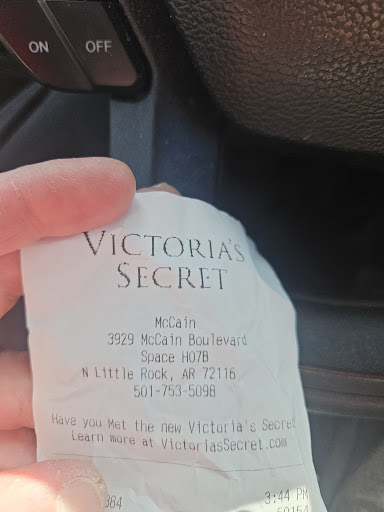 ON OFF
VICTORIA'S
SECRET
McCain
3929 McCain Boulevard
Space H07B
N Little Rock, AR 72116
501-753-5098
Have you Met the new Victoria's Secret
Learn more at VictoriasSecret.com
384 3:44 PM